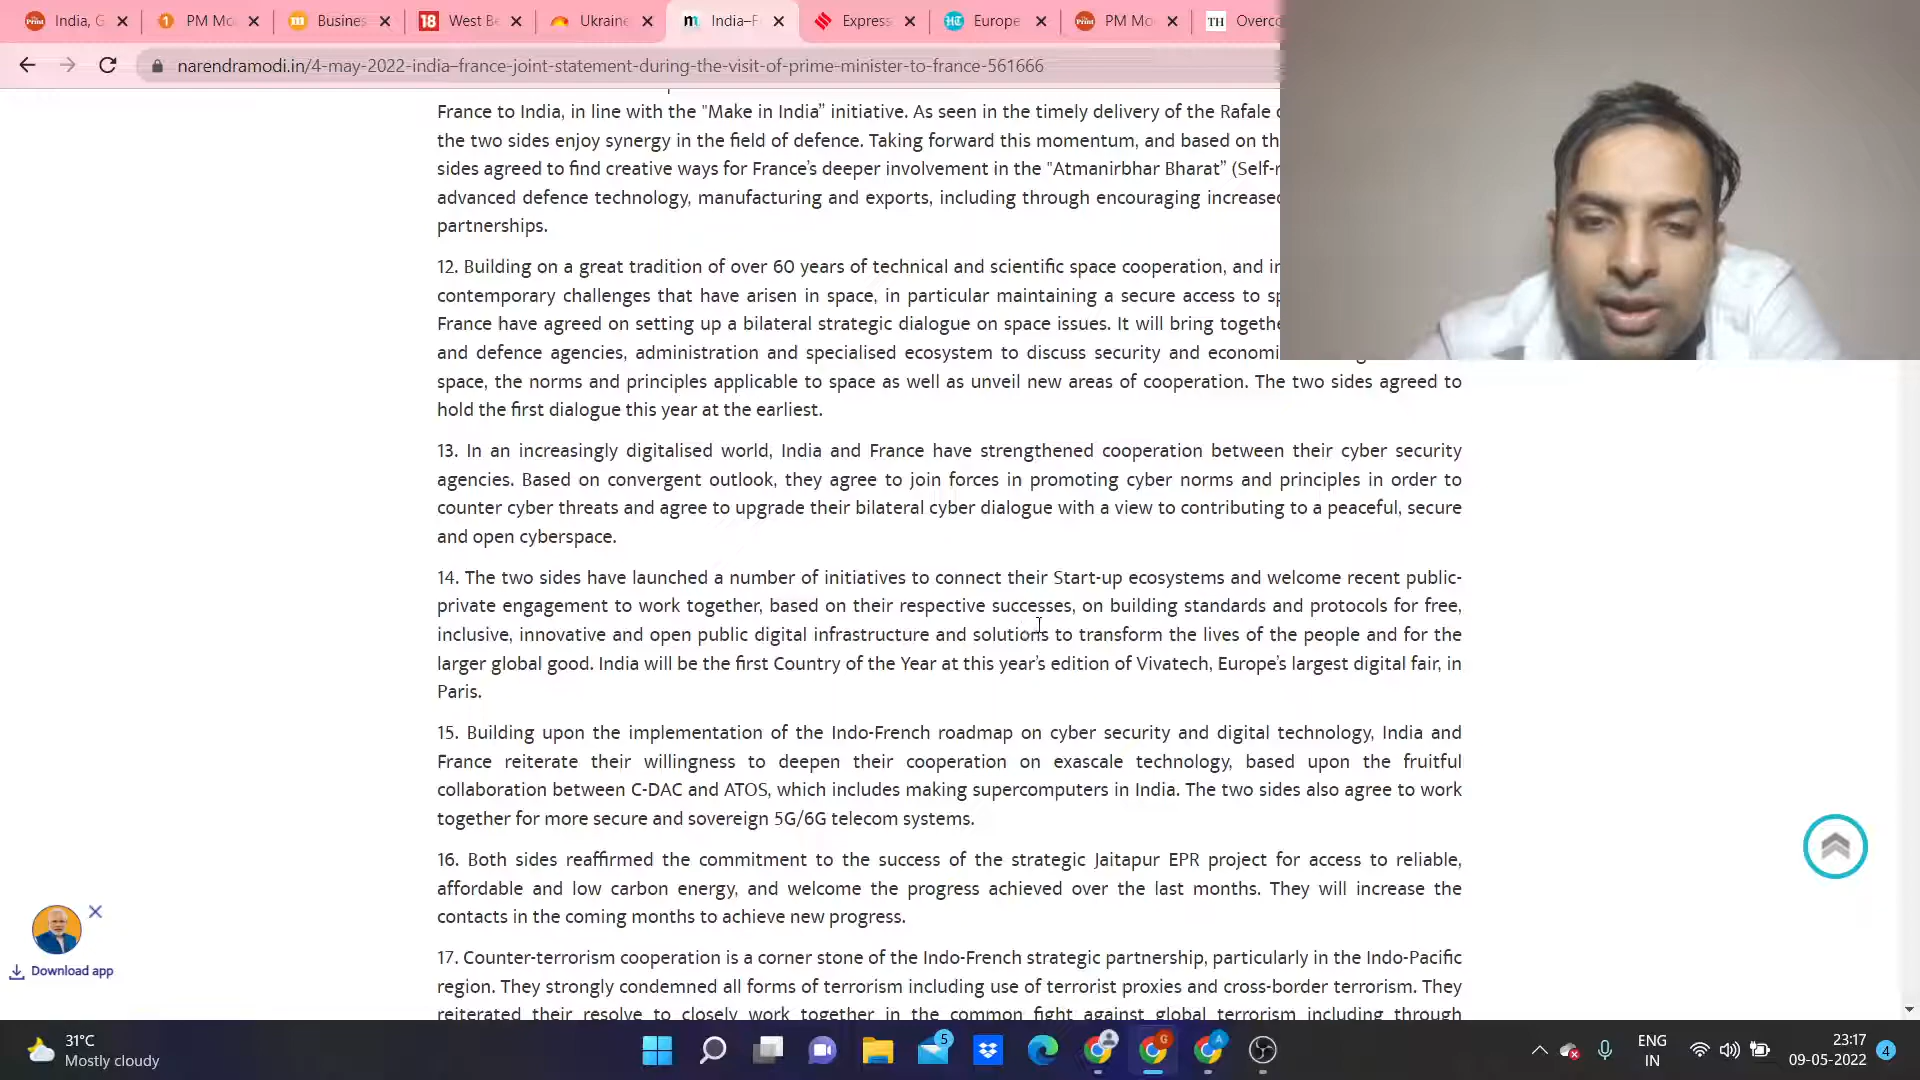 India, G
PM Mo
Busines
West Be
Ukraine
India–F
Express
Europe
PM Mo
Overco
narendramodi.in/4-may-2022-india–france-joint-statement-during-the-visit-of-prime-minister-to-france-561666
France to India, in line with the "Make in India” initiative. As seen in the timely delivery of the Rafale
the two sides enjoy synergy in the field of defence. Taking forward this momentum, and based on
sides agreed to find creative ways for France’s deeper involvement in the "Atmanirbhar Bharat”
advanced defence technology, manufacturing and exports, including through encouraging increased
partnerships.
12. Building on a great tradition of over 60 years of technical and scientific space cooperation, and
contemporary challenges that have arisen in space, in particular maintaining a secure access to
France have agreed on setting up a bilateral strategic dialogue on space issues. It will bring
and defence agencies, administration and specialised ecosystem to discuss security and
space, the norms and principles applicable to space as well as unveil new areas of cooperation. The two sides agreed to
hold the first dialogue this year at the earliest.
13. In an increasingly digitalised world, India and France have strengthened cooperation between their cyber security
agencies. Based on convergent outlook, they agree to join forces in promoting cyber norms and principles in order to
counter cyber threats and agree to upgrade their bilateral cyber dialogue with a view to contributing to a peaceful, secure
and open cyberspace.
14. The two sides have launched a number of initiatives to connect their Start-up ecosystems and welcome recent public-
private engagement to work together, based on their respective successes, on building standards and protocols for free,
inclusive, innovative and open public digital infrastructure and solutions to transform the lives of the people and for the
larger global good. India will be the first Country of the Year at this year’s edition of Vivatech, Europe’s largest digital fair, in
Paris.
15. Building upon the implementation of the Indo-French roadmap on cyber security and digital technology, India and
France reiterate their willingness to deepen their cooperation on exascale technology, based upon the fruitful
collaboration between C-DAC and ATOS, which includes making supercomputers in India. The two sides also agree to work
together for more secure and sovereign 5G/6G telecom systems.
16. Both sides reaffirmed the commitment to the success of the strategic Jaitapur EPR project for access to reliable,
affordable and low carbon energy, and welcome the progress achieved over the last months. They will increase the
contacts in the coming months to achieve new progress.
17. Counter-terrorism cooperation is a corner stone of the Indo-French strategic partnership, particularly in the Indo-Pacific
region. They strongly condemned all forms of terrorism including use of terrorist proxies and cross-border terrorism. They
reiterated their resolve to closely work together in the common fight against global terrorism including through
Download app
31°C
Mostly cloudy
5
ENG
IN
23:17
09-05-2022
4